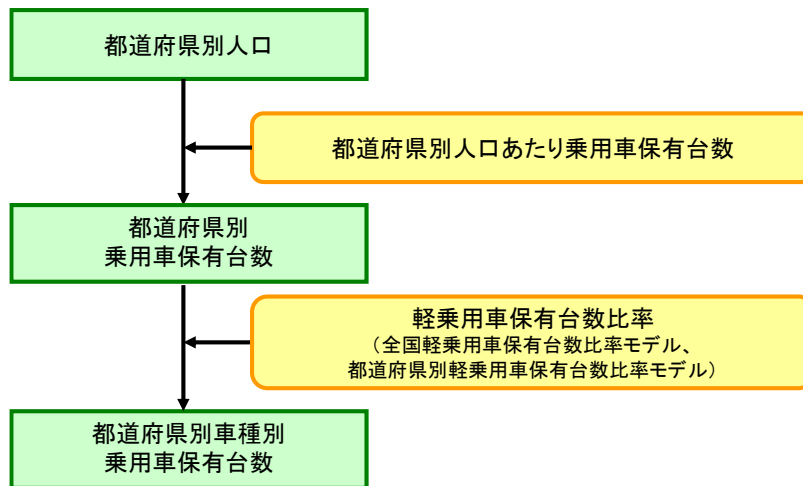 都道府県別人口
都道府県別人口あたり乗用車保有台数
都道府県別
乗用車保有台数
軽乗用車保有台数比率
（全国軽乗用車保有台数比率モデル、
都道府県別軽乗用車保有台数比率モデル）
都道府県別車種別
乗用車保有台数